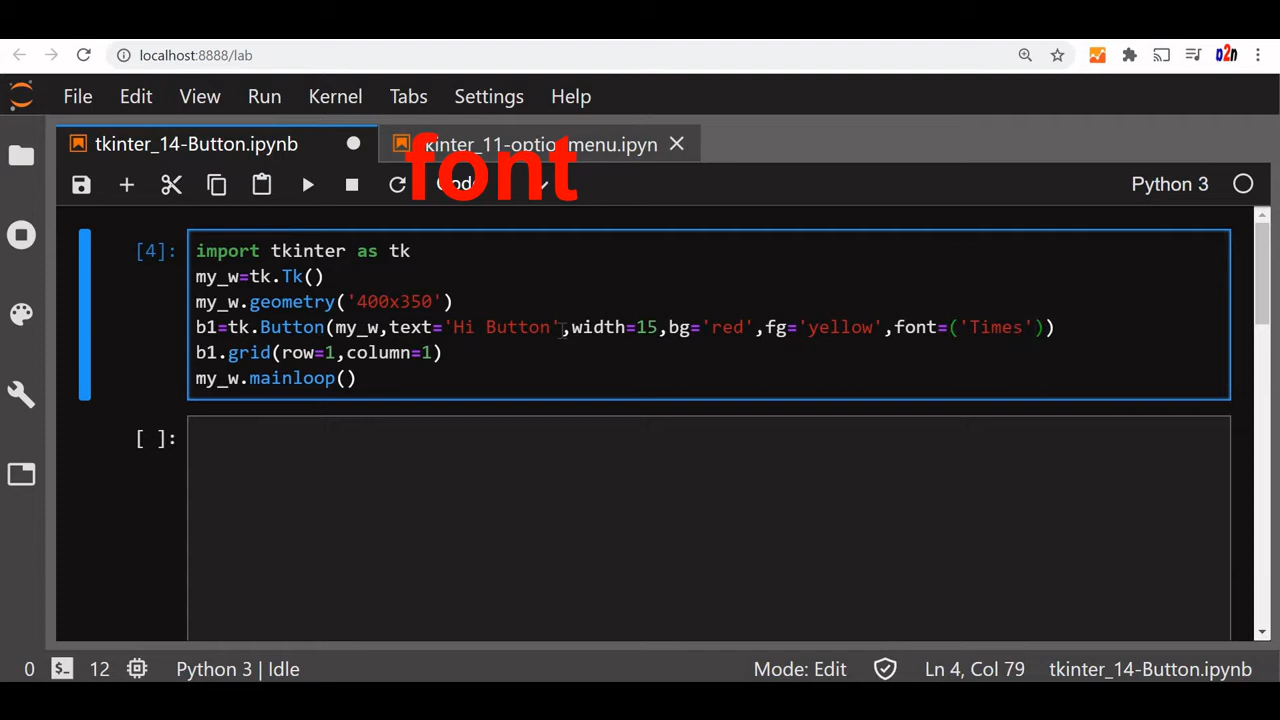 localhost:8888/lab
File Edit View Run Kernel Tabs Settings Help
tkinter_14-Button.ipynb
font
Python 3
[4]:
import tkinter as tk
my_w=tk.Tk()
my_w.geometry('400x350')
b1=tk.Button(my_w,text='Hi Button',width=15,bg='red',fg='yellow',font=('Times'))
b1.grid(row=1,column=1)
my_w.mainloop()
[ ]:
0 12 Python 3 | Idle Mode: Edit Ln 4, Col 79 tkinter_14-Button.ipynb